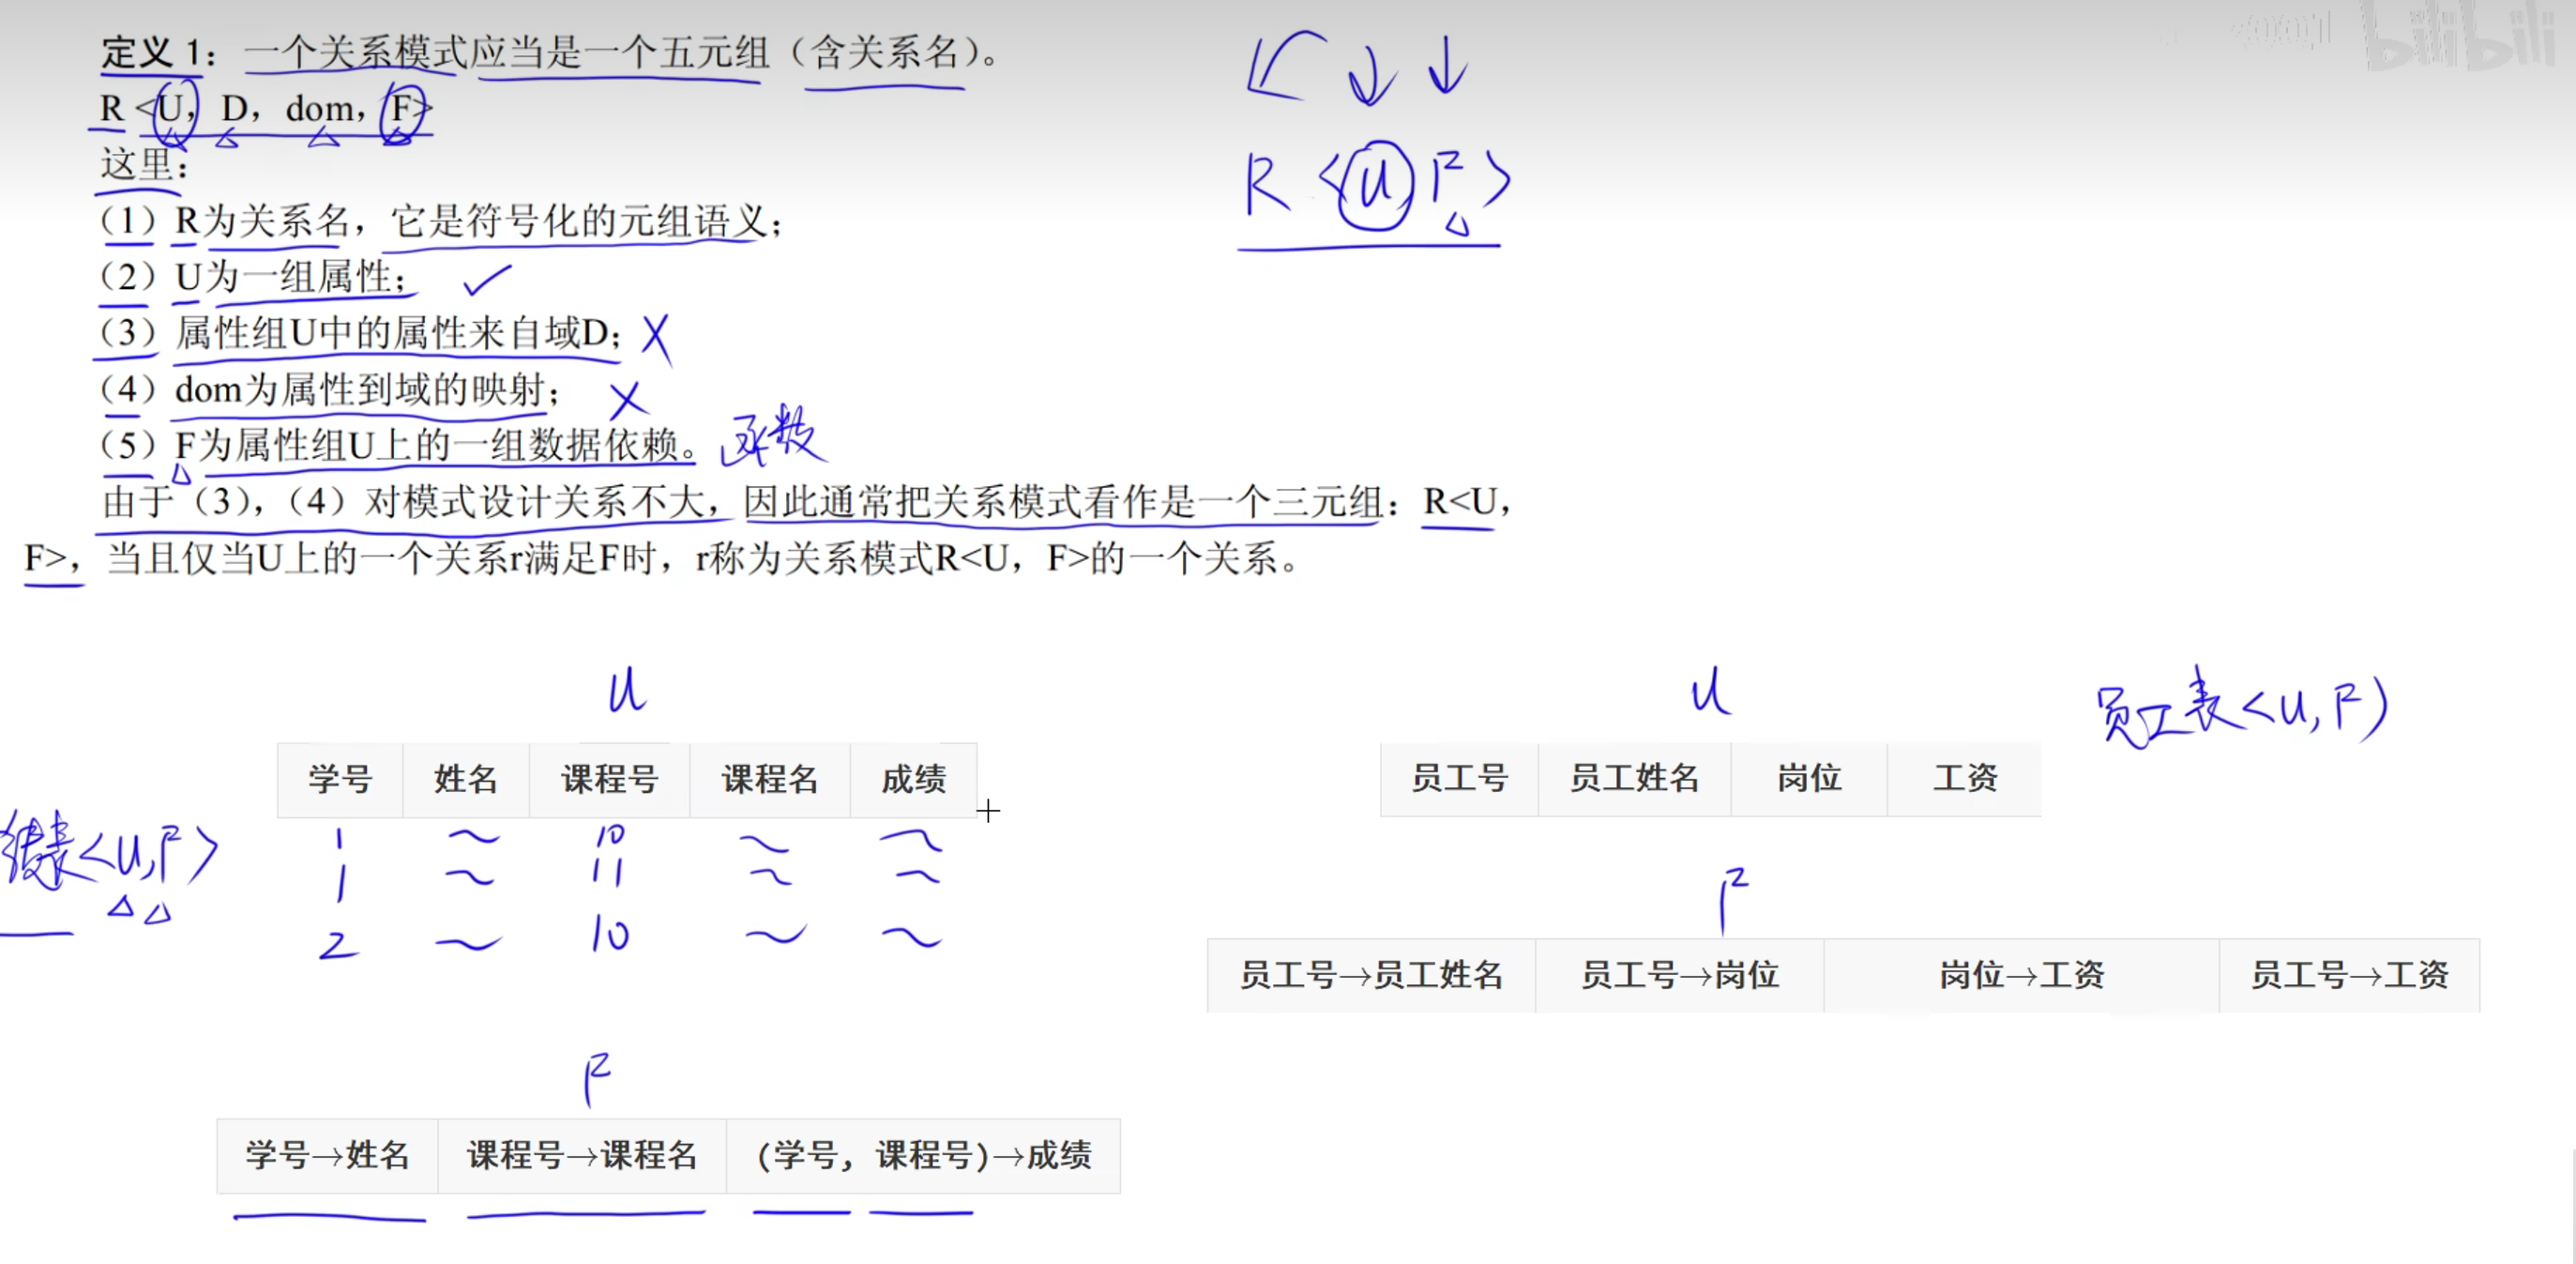 定义 1：一个关系模式应当是一个五元组（含关系名）。
R <U，D，dom，F>
这里：
（1）R为关系名，它是符号化的元组语义；
（2）U为一组属性；
（3）属性组U中的属性来自域D；
（4）dom为属性到域的映射；
（5）F为属性组U上的一组数据依赖。函数
由于（3），（4）对模式设计关系不大，因此通常把关系模式看作是一个三元组：R<U，
F>，当且仅当U上的一个关系r满足F时，r称为关系模式R<U，F>的一个关系。
R <U, F>
bilibili
U
学号 姓名 课程号 课程名 成绩
1 10
1 11
2 10
绩表<U,F>
F
学号→姓名 课程号→课程名 (学号，课程号)→成绩
U
员工表<U,F)
员工号 员工姓名 岗位 工资
F
员工号→员工姓名 员工号→岗位 岗位→工资 员工号→工资